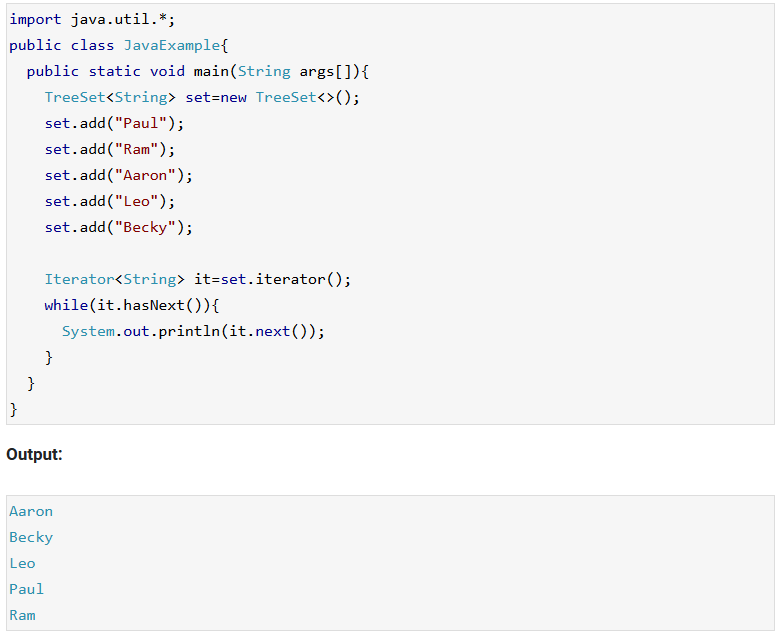 import java.util.*;
public class JavaExample{
  public static void main(String args[]){
    TreeSet<String> set=new TreeSet<>();
    set.add("Paul");
    set.add("Ram");
    set.add("Aaron");
    set.add("Leo");
    set.add("Becky");

    Iterator<String> it=set.iterator();
    while(it.hasNext()){
      System.out.println(it.next());
    }
  }
}
Output:
Aaron
Becky
Leo
Paul
Ram